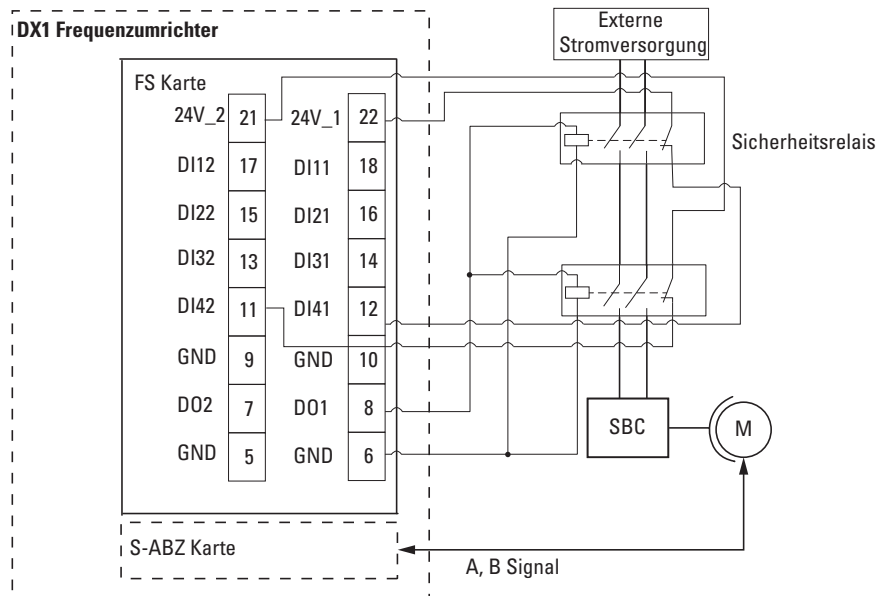 DX1 Frequenzumrichter
Externe
Stromversorgung
FS Karte
24V_2 21 24V_1 22
Sicherheitsrelais
DI12 17 DI11 18
DI22 15 DI21 16
DI32 13 DI31 14
DI42 11 DI41 12
GND 9 GND 10
DO2 7 DO1 8
SBC M
GND 5 GND 6
S-ABZ Karte
A, B Signal